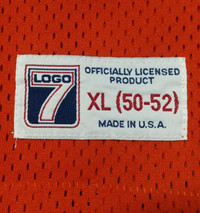 LOGO
7
OFFICIALLY LICENSED
PRODUCT
XL (50-52)
MADE IN U.S.A.